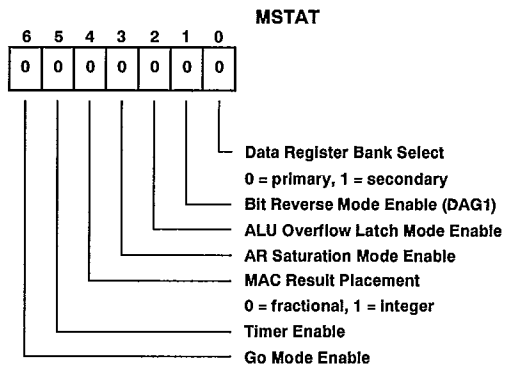 MSTAT
6 5 4 3 2 1 0
0 0 0 0 0 0 0
Data Register Bank Select
0 = primary, 1 = secondary
Bit Reverse Mode Enable (DAG1)
ALU Overflow Latch Mode Enable
AR Saturation Mode Enable
MAC Result Placement
0 = fractional, 1 = integer
Timer Enable
Go Mode Enable